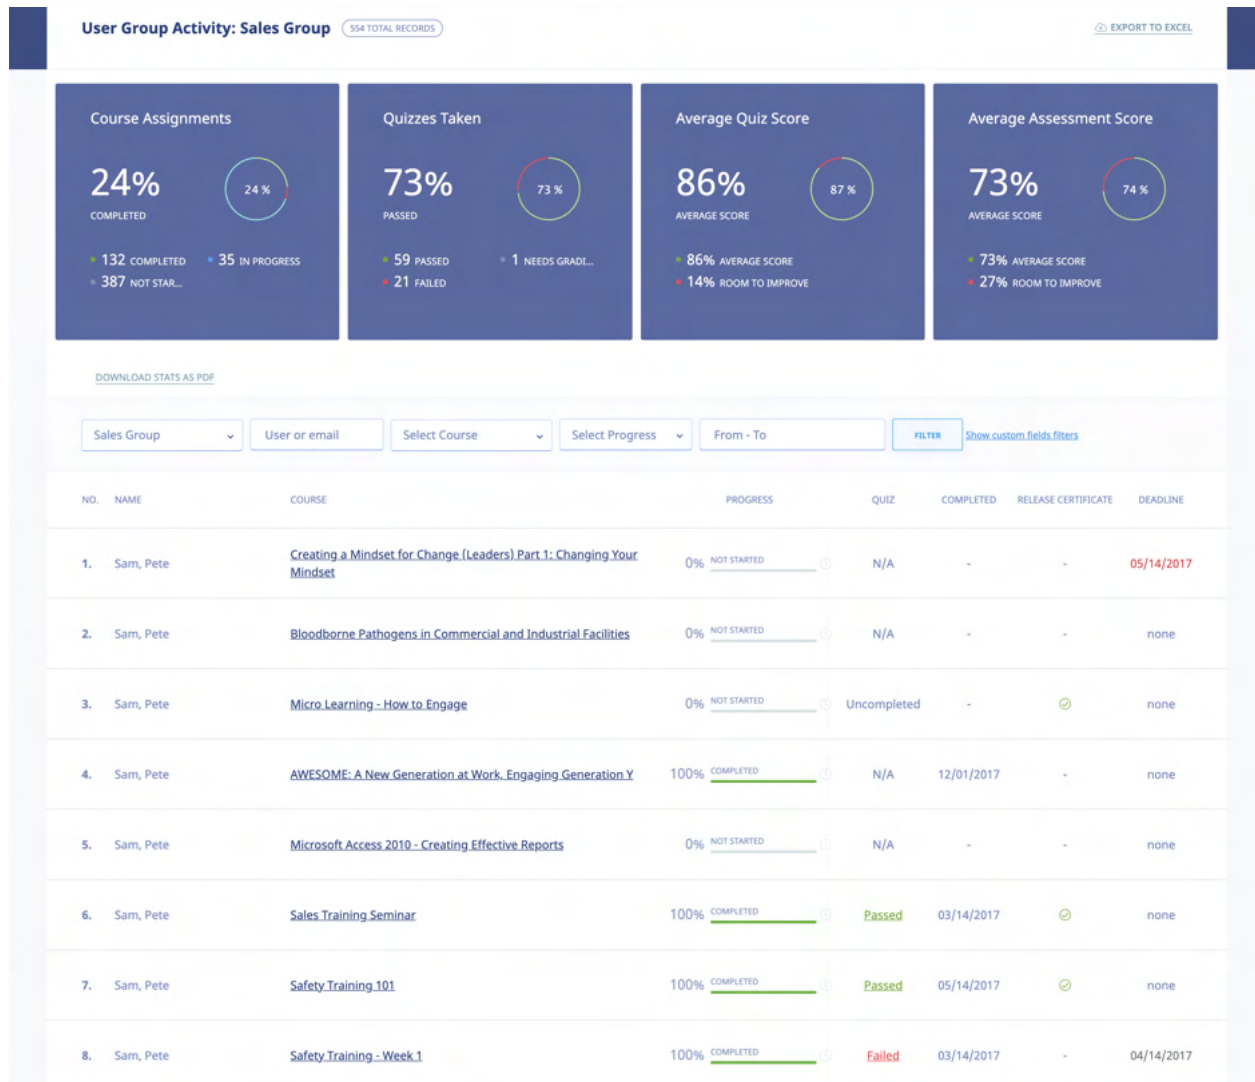 User Group Activity: Sales Group 554 TOTAL RECORDS EXPORT TO EXCEL
Course Assignments Quizzes Taken Average Quiz Score Average Assessment Score
24% 24 % 73% 73 % 86% 87 % 73% 74 %
COMPLETED PASSED AVERAGE SCORE AVERAGE SCORE
132 COMPLETED 35 IN PROGRESS 59 PASSED 1 NEEDS GRADI... 86% AVERAGE SCORE 73% AVERAGE SCORE
387 NOT STAR... 21 FAILED 14% ROOM TO IMPROVE 27% ROOM TO IMPROVE
DOWNLOAD STATS AS PDF
Sales Group User or email Select Course Select Progress From - To FILTER Show custom fields filters
NO. NAME COURSE PROGRESS QUIZ COMPLETED RELEASE CERTIFICATE DEADLINE
1. Sam, Pete Creating a Mindset for Change (Leaders) Part 1: Changing Your 0% NOT STARTED N/A - - 05/14/2017
Mindset
2. Sam, Pete Bloodborne Pathogens in Commercial and Industrial Facilities 0% NOT STARTED N/A - - none
3. Sam, Pete Micro Learning - How to Engage 0% NOT STARTED Uncompleted - none
4. Sam, Pete AWESOME: A New Generation at Work, Engaging Generation Y 100% COMPLETED N/A 12/01/2017 - none
5. Sam, Pete Microsoft Access 2010 - Creating Effective Reports 0% NOT STARTED N/A - - none
6. Sam, Pete Sales Training Seminar 100% COMPLETED Passed 03/14/2017 none
7. Sam, Pete Safety Training 101 100% COMPLETED Passed 05/14/2017 none
8. Sam, Pete Safety Training - Week 1 100% COMPLETED Failed 03/14/2017 - 04/14/2017